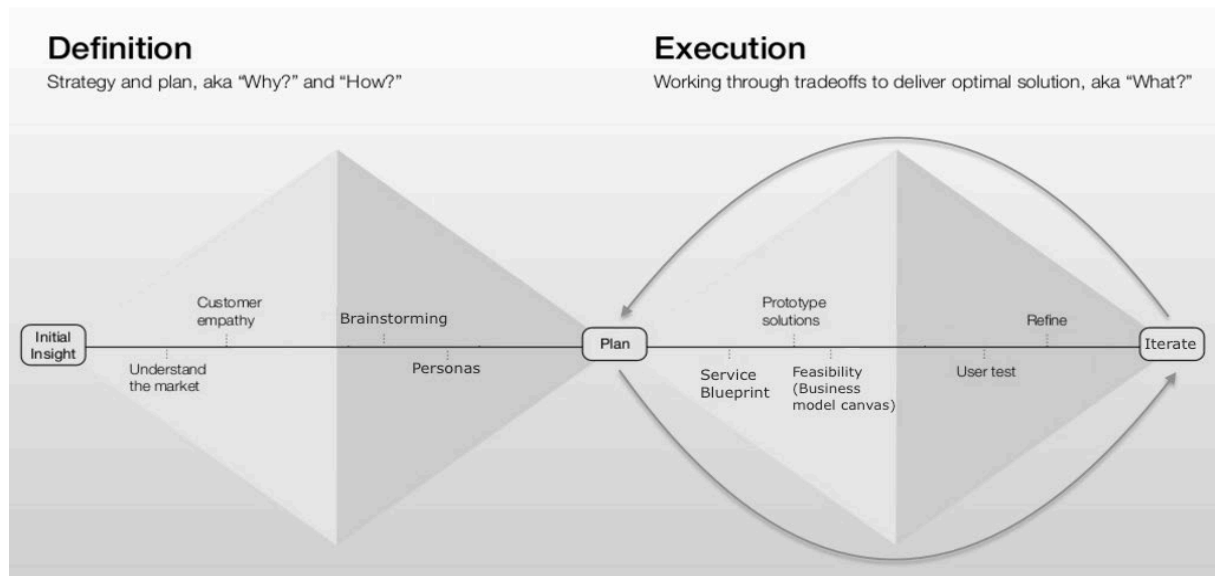 Definition
Strategy and plan, aka “Why?” and “How?”
Execution
Working through tradeoffs to deliver optimal solution, aka “What?”
Initial
Insight
Understand
the market
Customer
empathy
Brainstorming
Personas
Plan
Service
Blueprint
Prototype
solutions
Feasibility
(Business
model canvas)
User test
Refine
Iterate